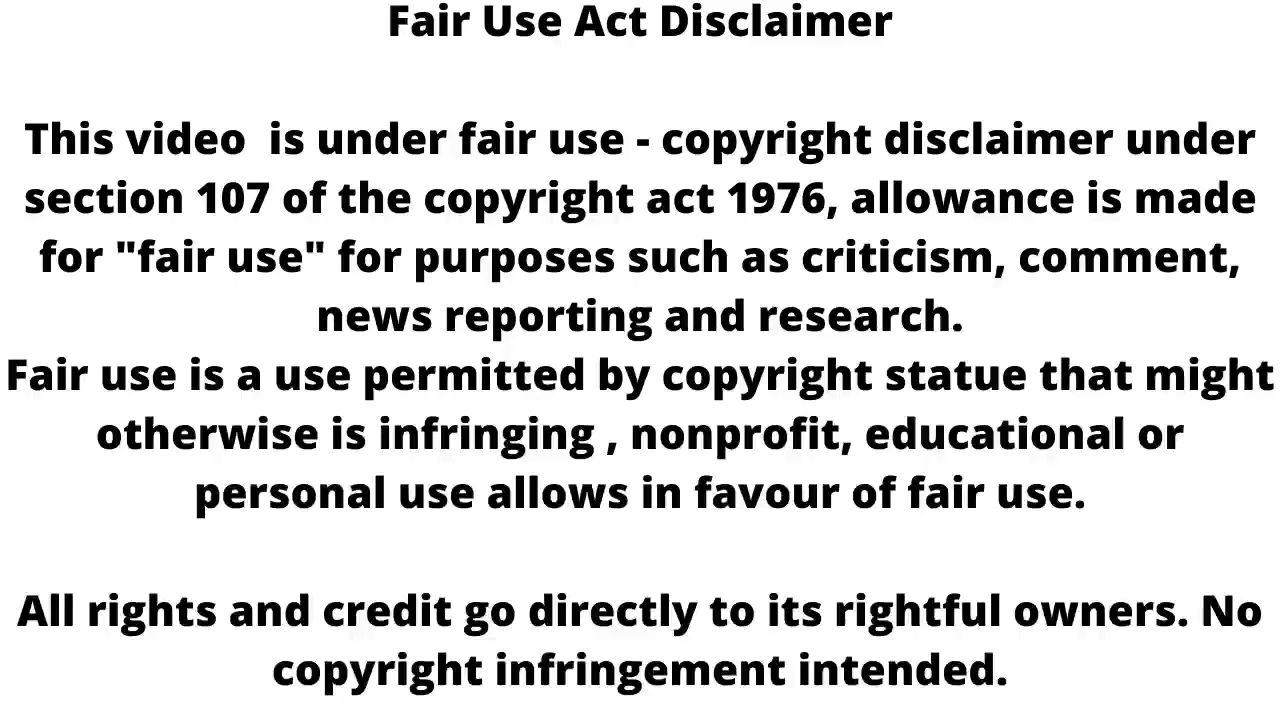 Fair Use Act Disclaimer
This video  is under fair use - copyright disclaimer under
section 107 of the copyright act 1976, allowance is made
for "fair use" for purposes such as criticism, comment,
news reporting and research.
Fair use is a use permitted by copyright statue that might
otherwise is infringing , nonprofit, educational or
personal use allows in favour of fair use.
All rights and credit go directly to its rightful owners. No
copyright infringement intended.